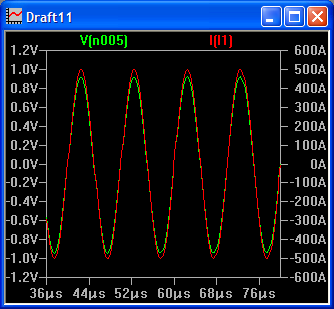 Draft11
V(n005) I(I1)
1.2V 600A
1.0V 500A
0.8V 400A
0.6V 300A
0.4V 200A
0.2V 100A
0.0V 0A
-0.2V -100A
-0.4V -200A
-0.6V -300A
-0.8V -400A
-1.0V -500A
-1.2V -600A
36µs 44µs 52µs 60µs 68µs 76µs